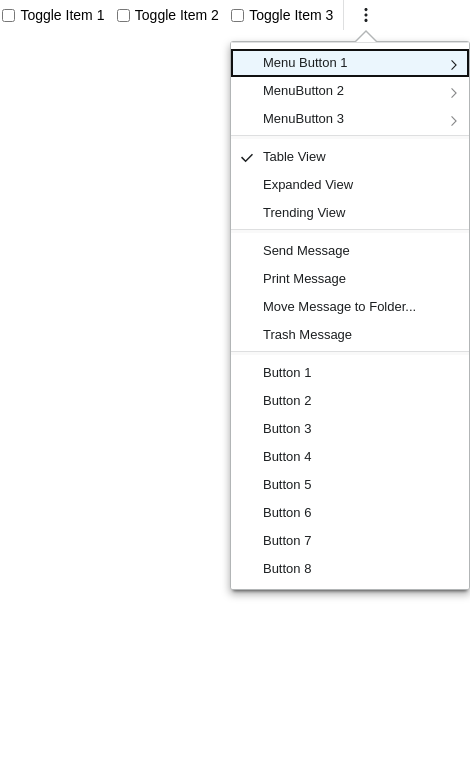 Toggle Item 1 Toggle Item 2 Toggle Item 3
Menu Button 1
MenuButton 2
MenuButton 3
Table View
Expanded View
Trending View
Send Message
Print Message
Move Message to Folder...
Trash Message
Button 1
Button 2
Button 3
Button 4
Button 5
Button 6
Button 7
Button 8